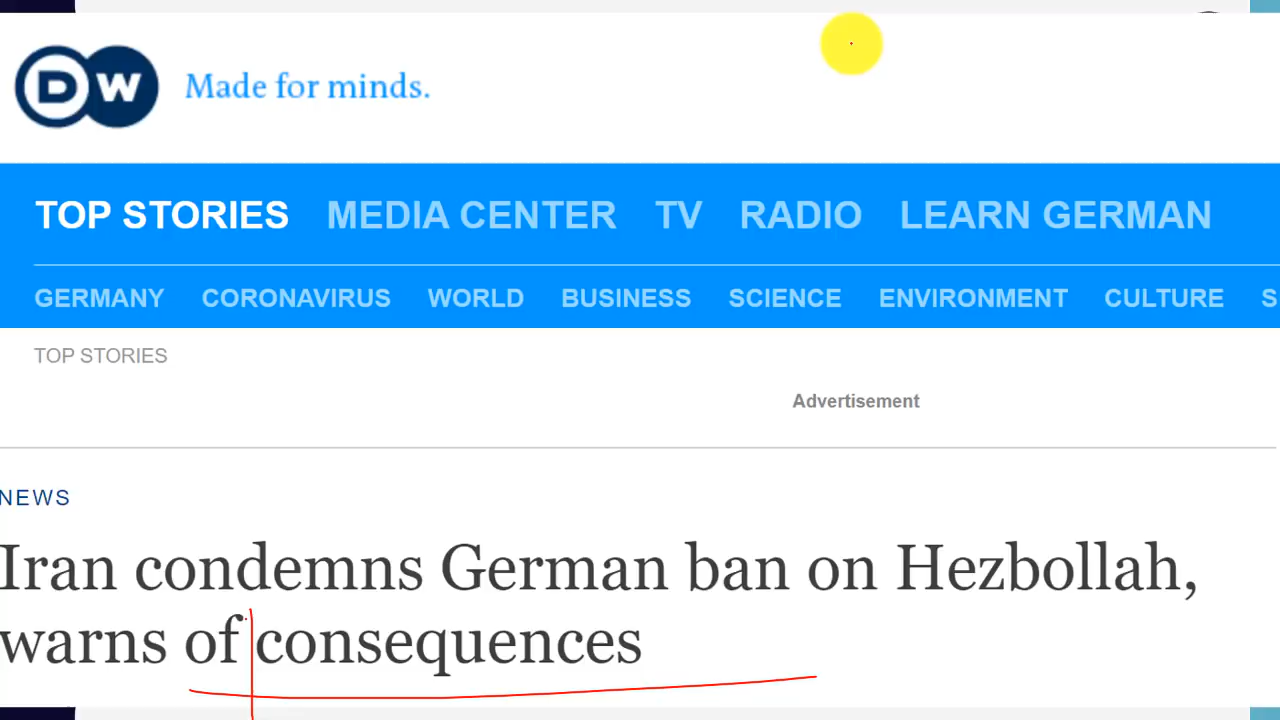 DW Made for minds.
TOP STORIES MEDIA CENTER TV RADIO LEARN GERMAN
GERMANY CORONAVIRUS WORLD BUSINESS SCIENCE ENVIRONMENT CULTURE S
TOP STORIES
Advertisement
NEWS
Iran condemns German ban on Hezbollah,
warns of consequences